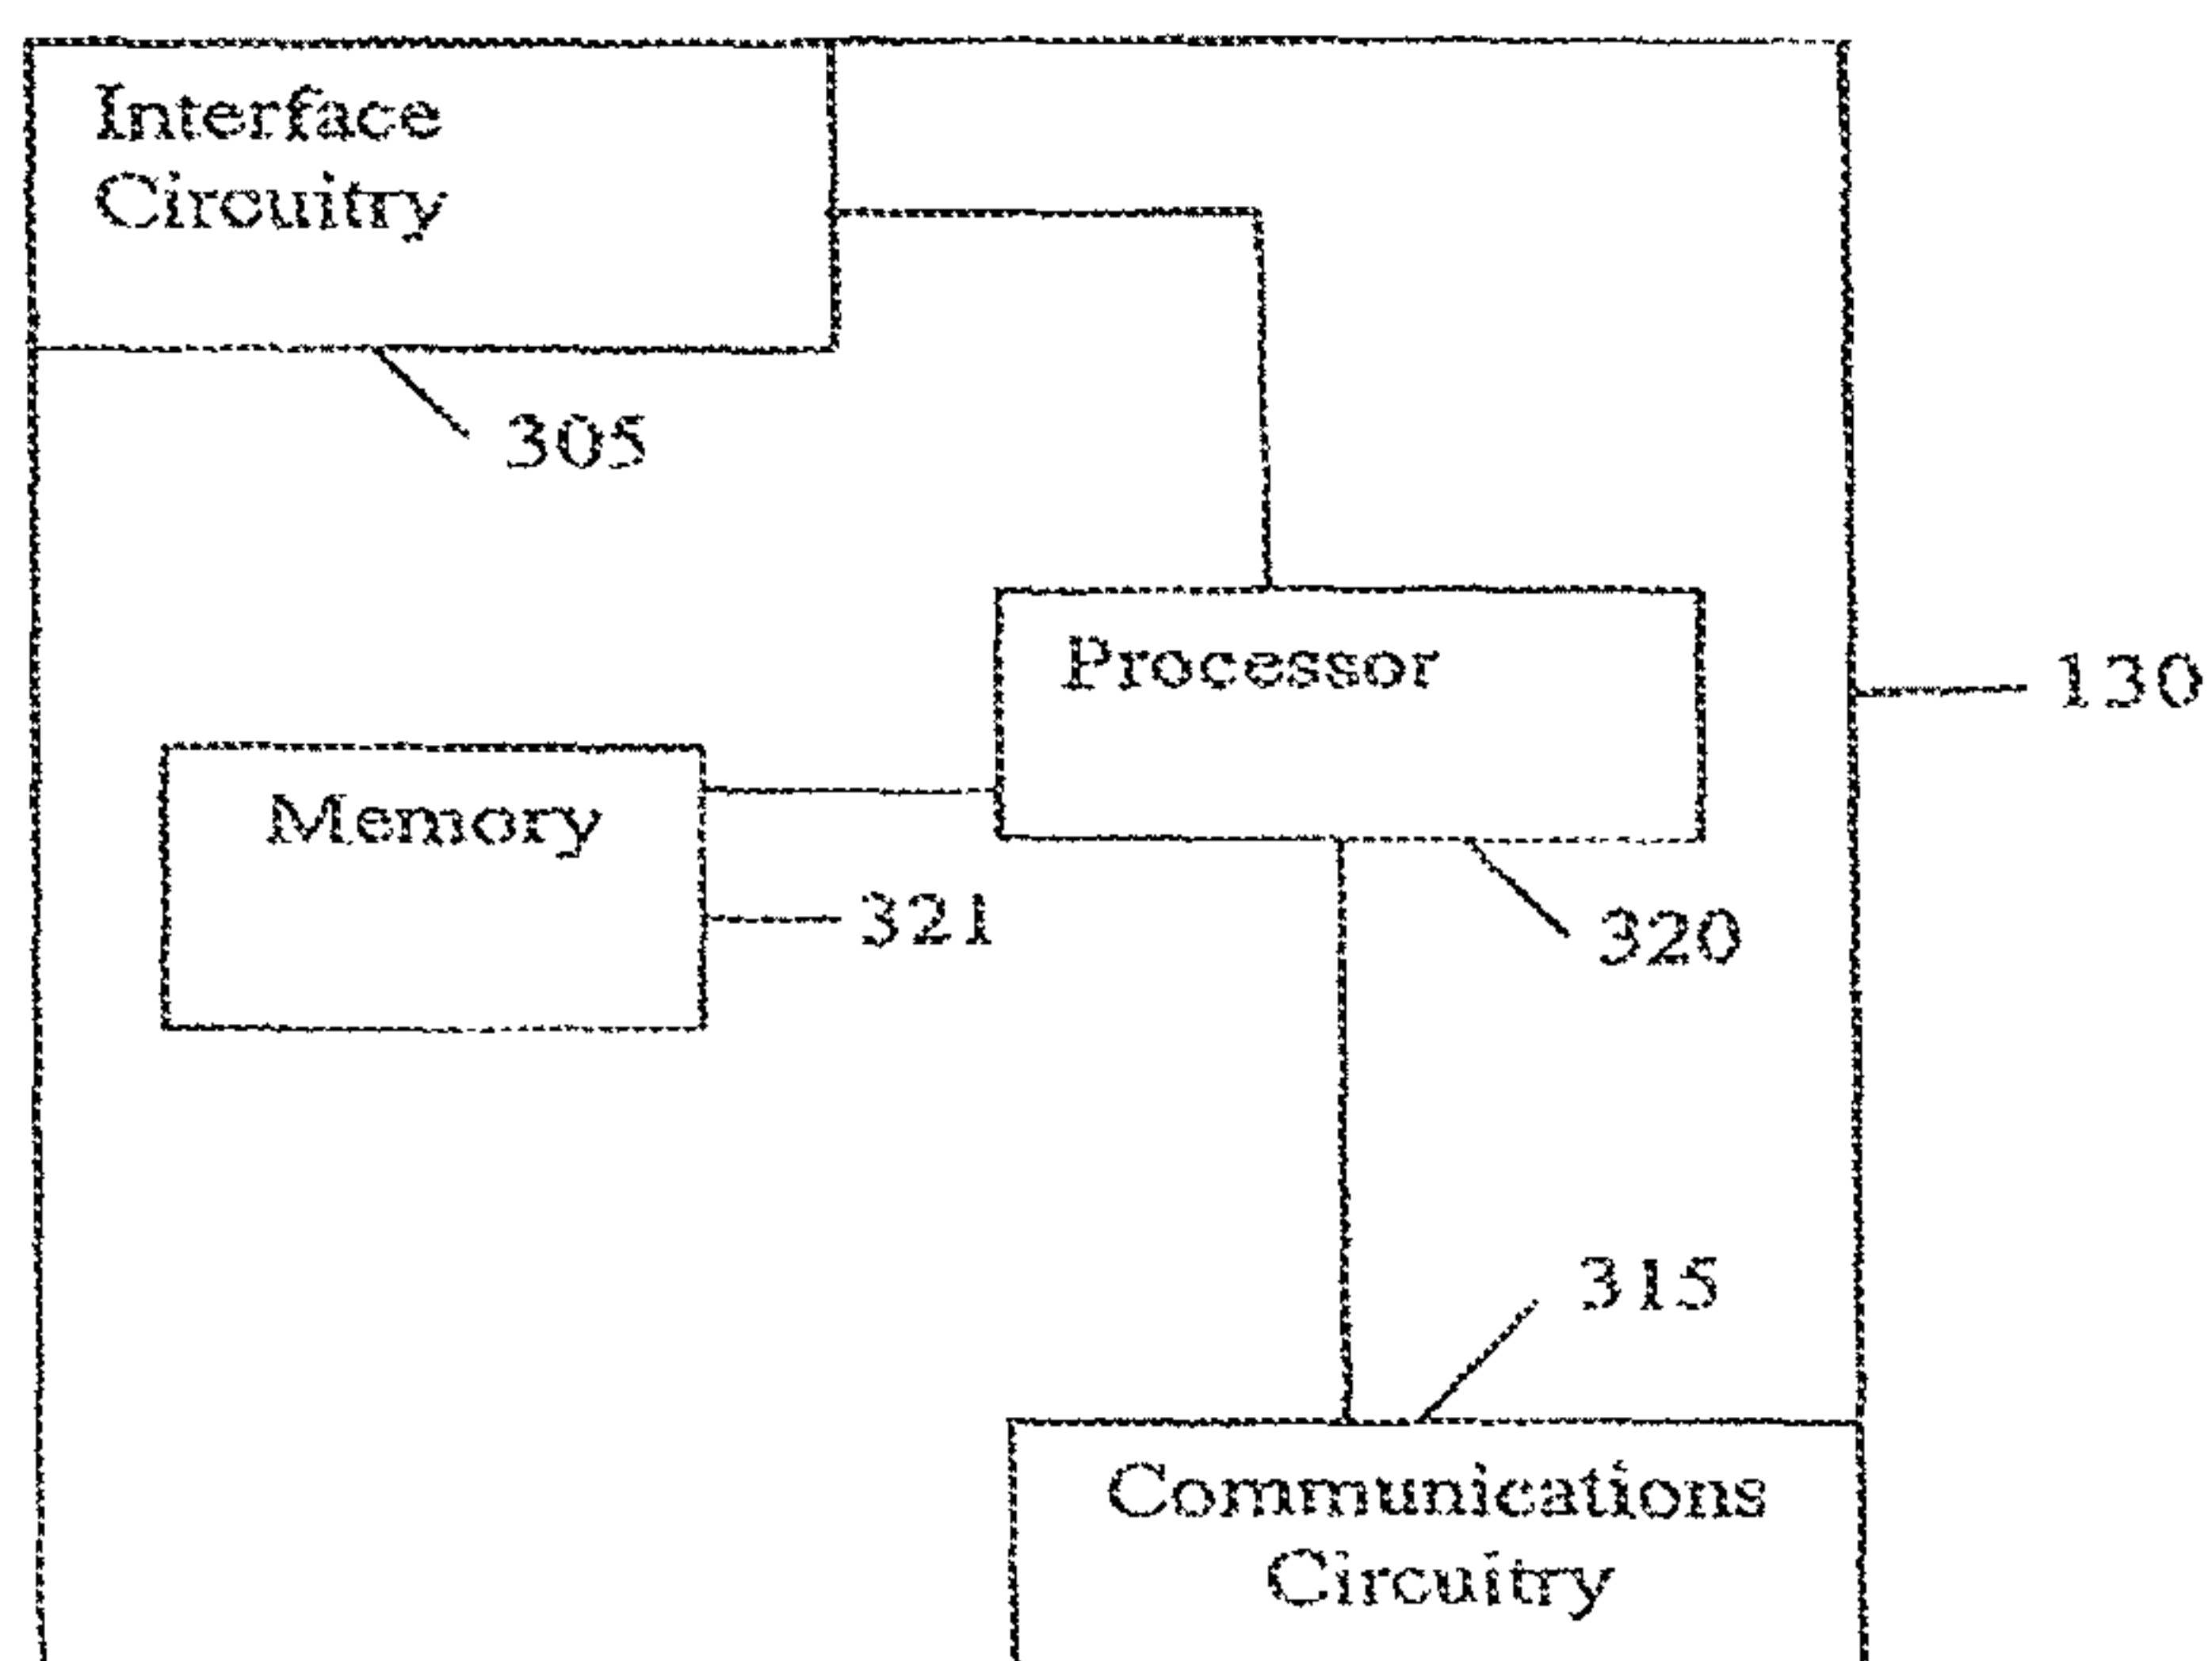 Interface
Circuitry
305
Processor
130
Memory
321
320
315
Communications
Circuitry